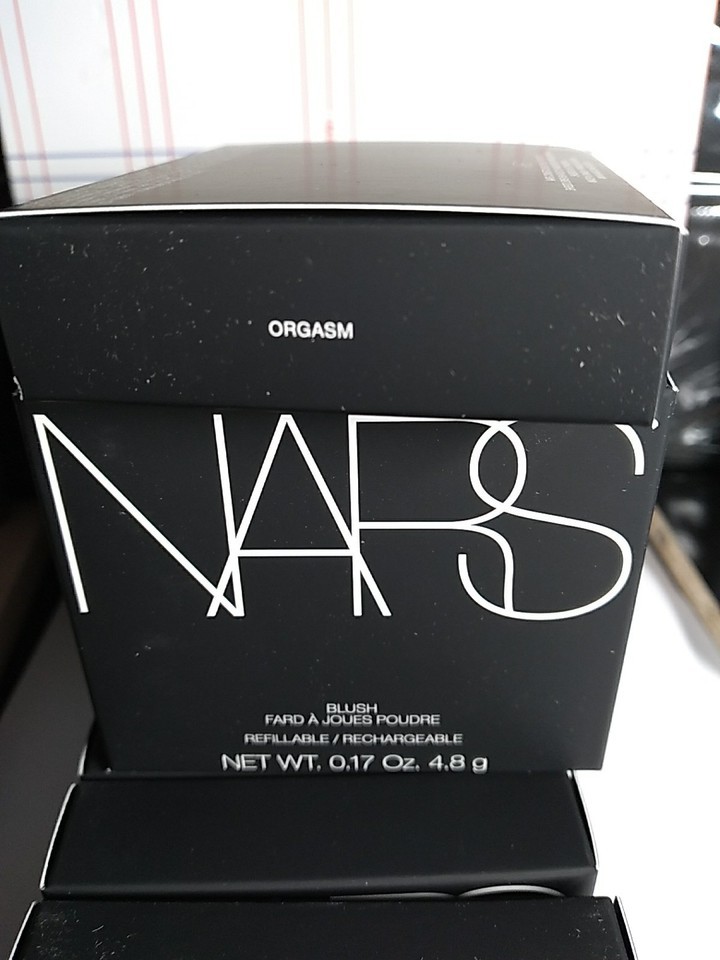 ORGASM
NARS
BLUSH
FARD À JOUES POUDRE
REFILLABLE / RECHARGEABLE
NET WT. 0.17 Oz. 4.8 g